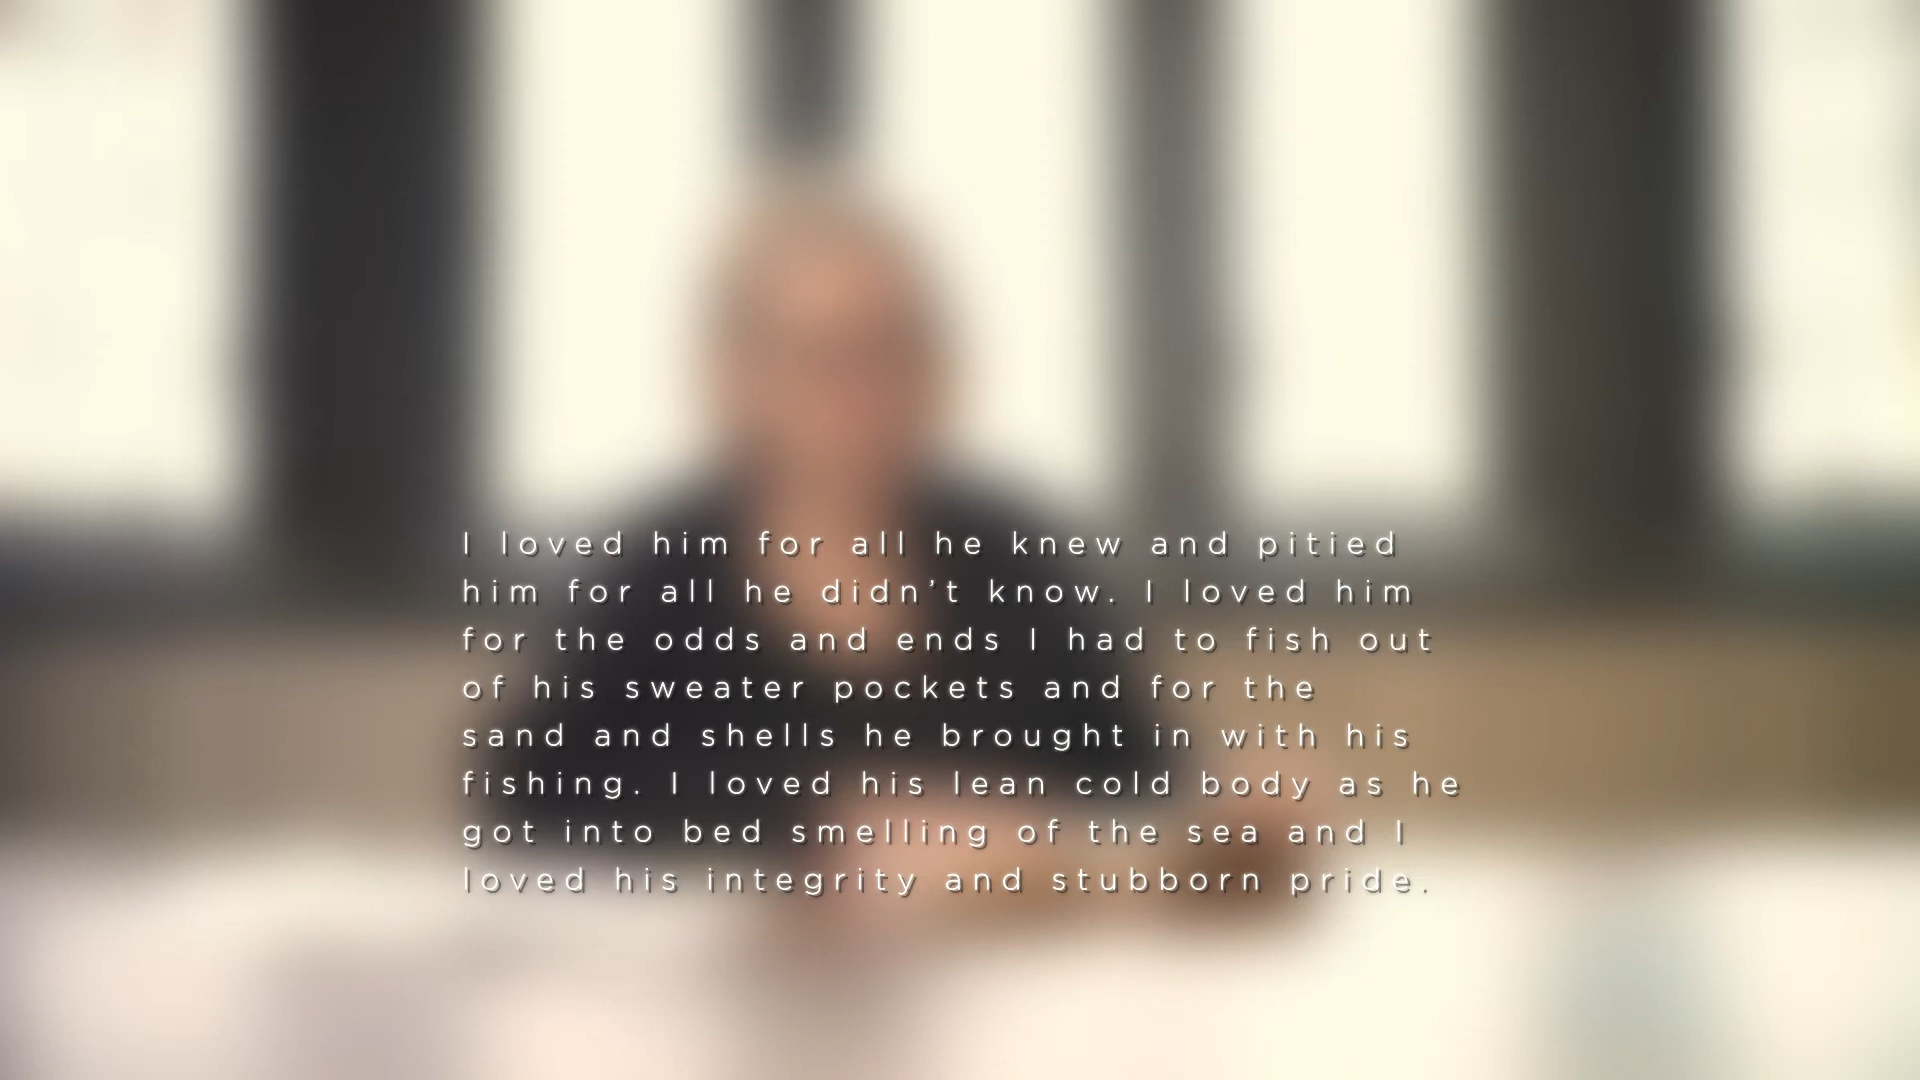 I loved him for all he knew and pitied
him for all he didn’t know. I loved him
for the odds and ends I had to fish out
of his sweater pockets and for the
sand and shells he brought in with his
fishing. I loved his lean cold body as he
got into bed smelling of the sea and I
loved his integrity and stubborn pride.